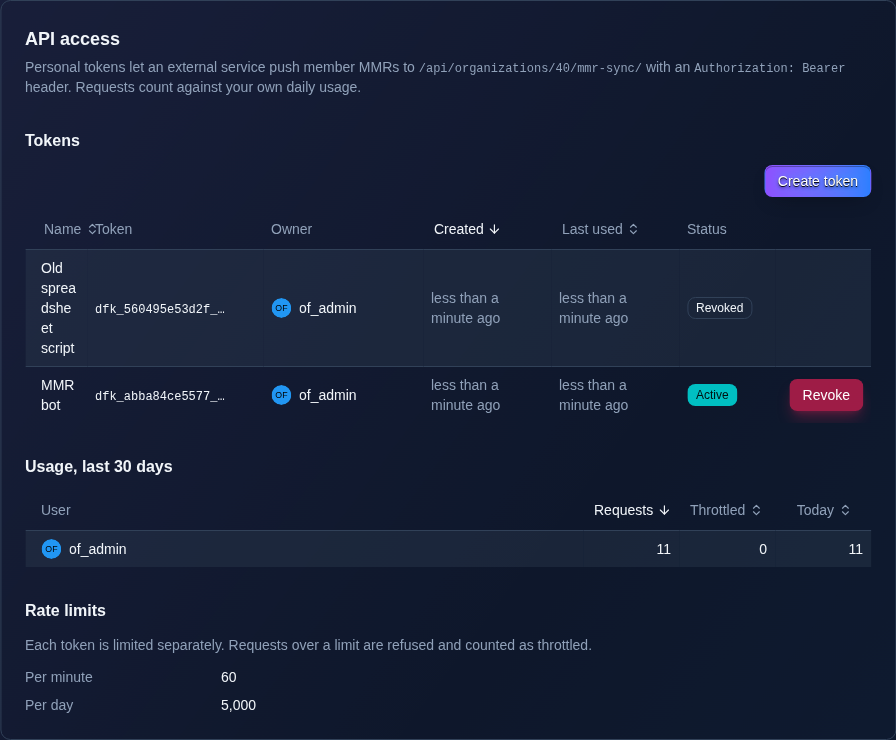 API access
Personal tokens let an external service push member MMRs to /api/organizations/40/mmr-sync/ with an Authorization: Bearer
header. Requests count against your own daily usage.
Tokens
Create token
Name Token Owner Created Last used Status
Old
sprea
dshe
et
script
dfk_560495e53d2f_… OF of_admin less than a
minute ago
less than a
minute ago
Revoked
MMR
bot
dfk_abba84ce5577_… OF of_admin less than a
minute ago
less than a
minute ago
Active Revoke
Usage, last 30 days
User Requests Throttled Today
OF of_admin 11 0 11
Rate limits
Each token is limited separately. Requests over a limit are refused and counted as throttled.
Per minute 60
Per day 5,000